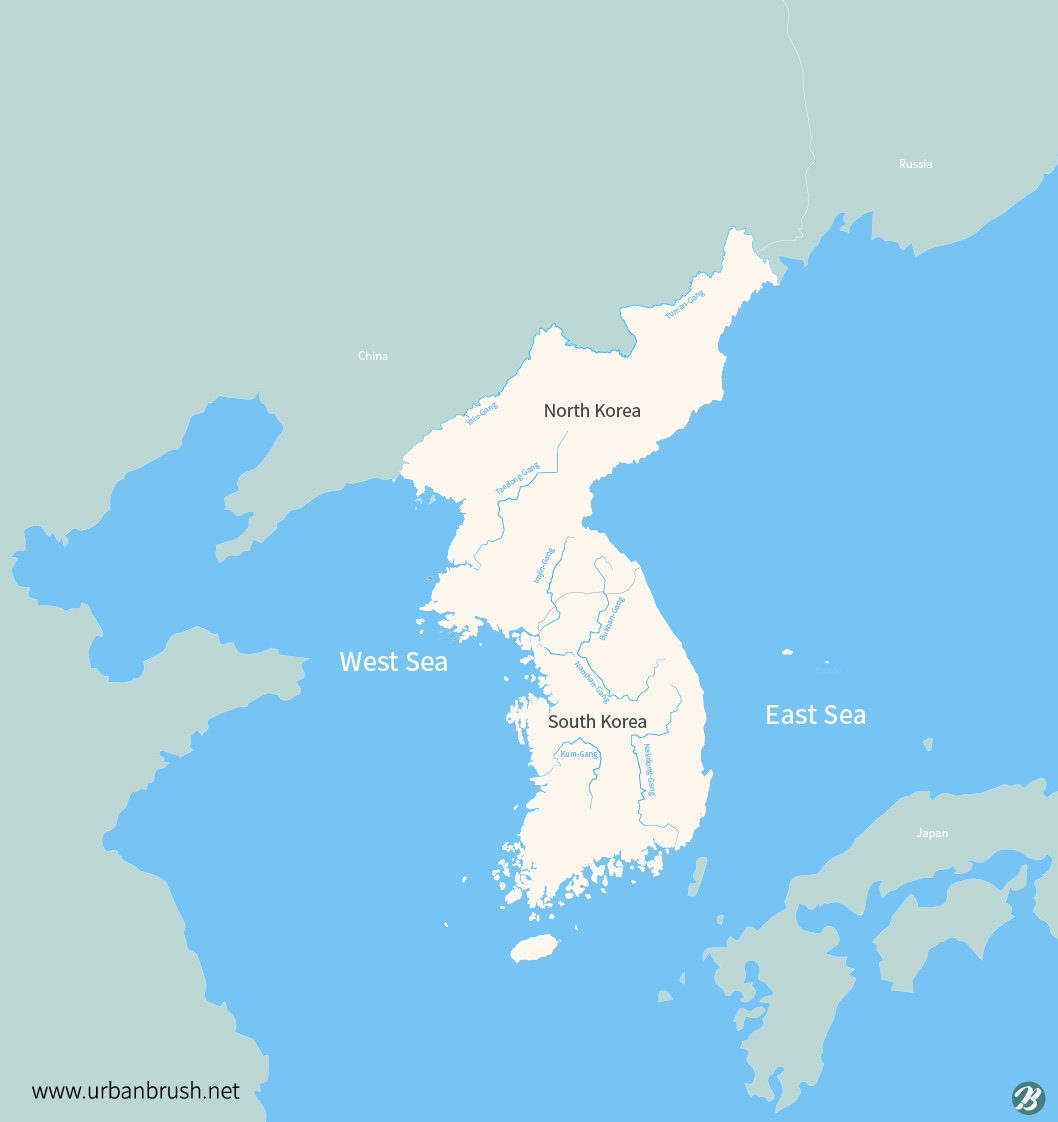 Russia
Tuman-Gang
China
Yalu-Gang
North Korea
Taedong-Gang
Imjin-Gang
Bukhan-Gang
West Sea
Namhan-Gang
East Sea
South Korea
Kum-Gang
Nakdong-Gang
Japan
www.urbanbrush.net
B